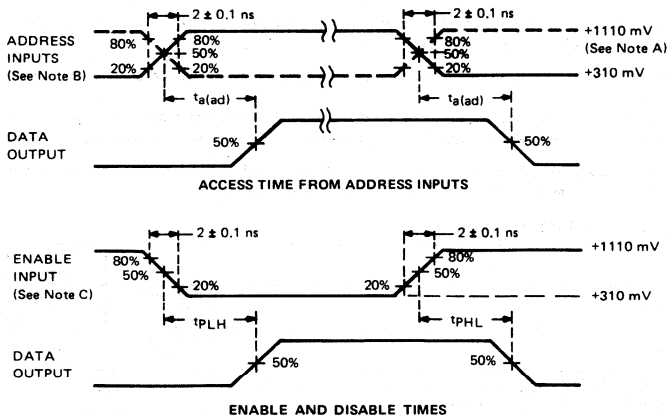 2 ± 0.1 ns
2 ± 0.1 ns
ADDRESS
INPUTS
(See Note B)
80%
50%
20%
20%
80%
50%
20%
+1110 mV
(See Note A)
+310 mV
ta(ad)
ta(ad)
DATA
OUTPUT
50%
50%
ACCESS TIME FROM ADDRESS INPUTS
2 ± 0.1 ns
2 ± 0.1 ns
ENABLE
INPUT
(See Note C)
80%
50%
20%
80%
50%
20%
+1110 mV
+310 mV
tPLH
tPHL
DATA
OUTPUT
50%
50%
ENABLE AND DISABLE TIMES